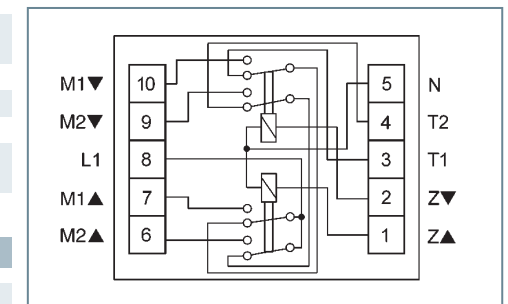 M1▼ 10 5 N
M2▼ 9 4 T2
L1 8 3 T1
M1▲ 7 2 Z▼
M2▲ 6 1 Z▲